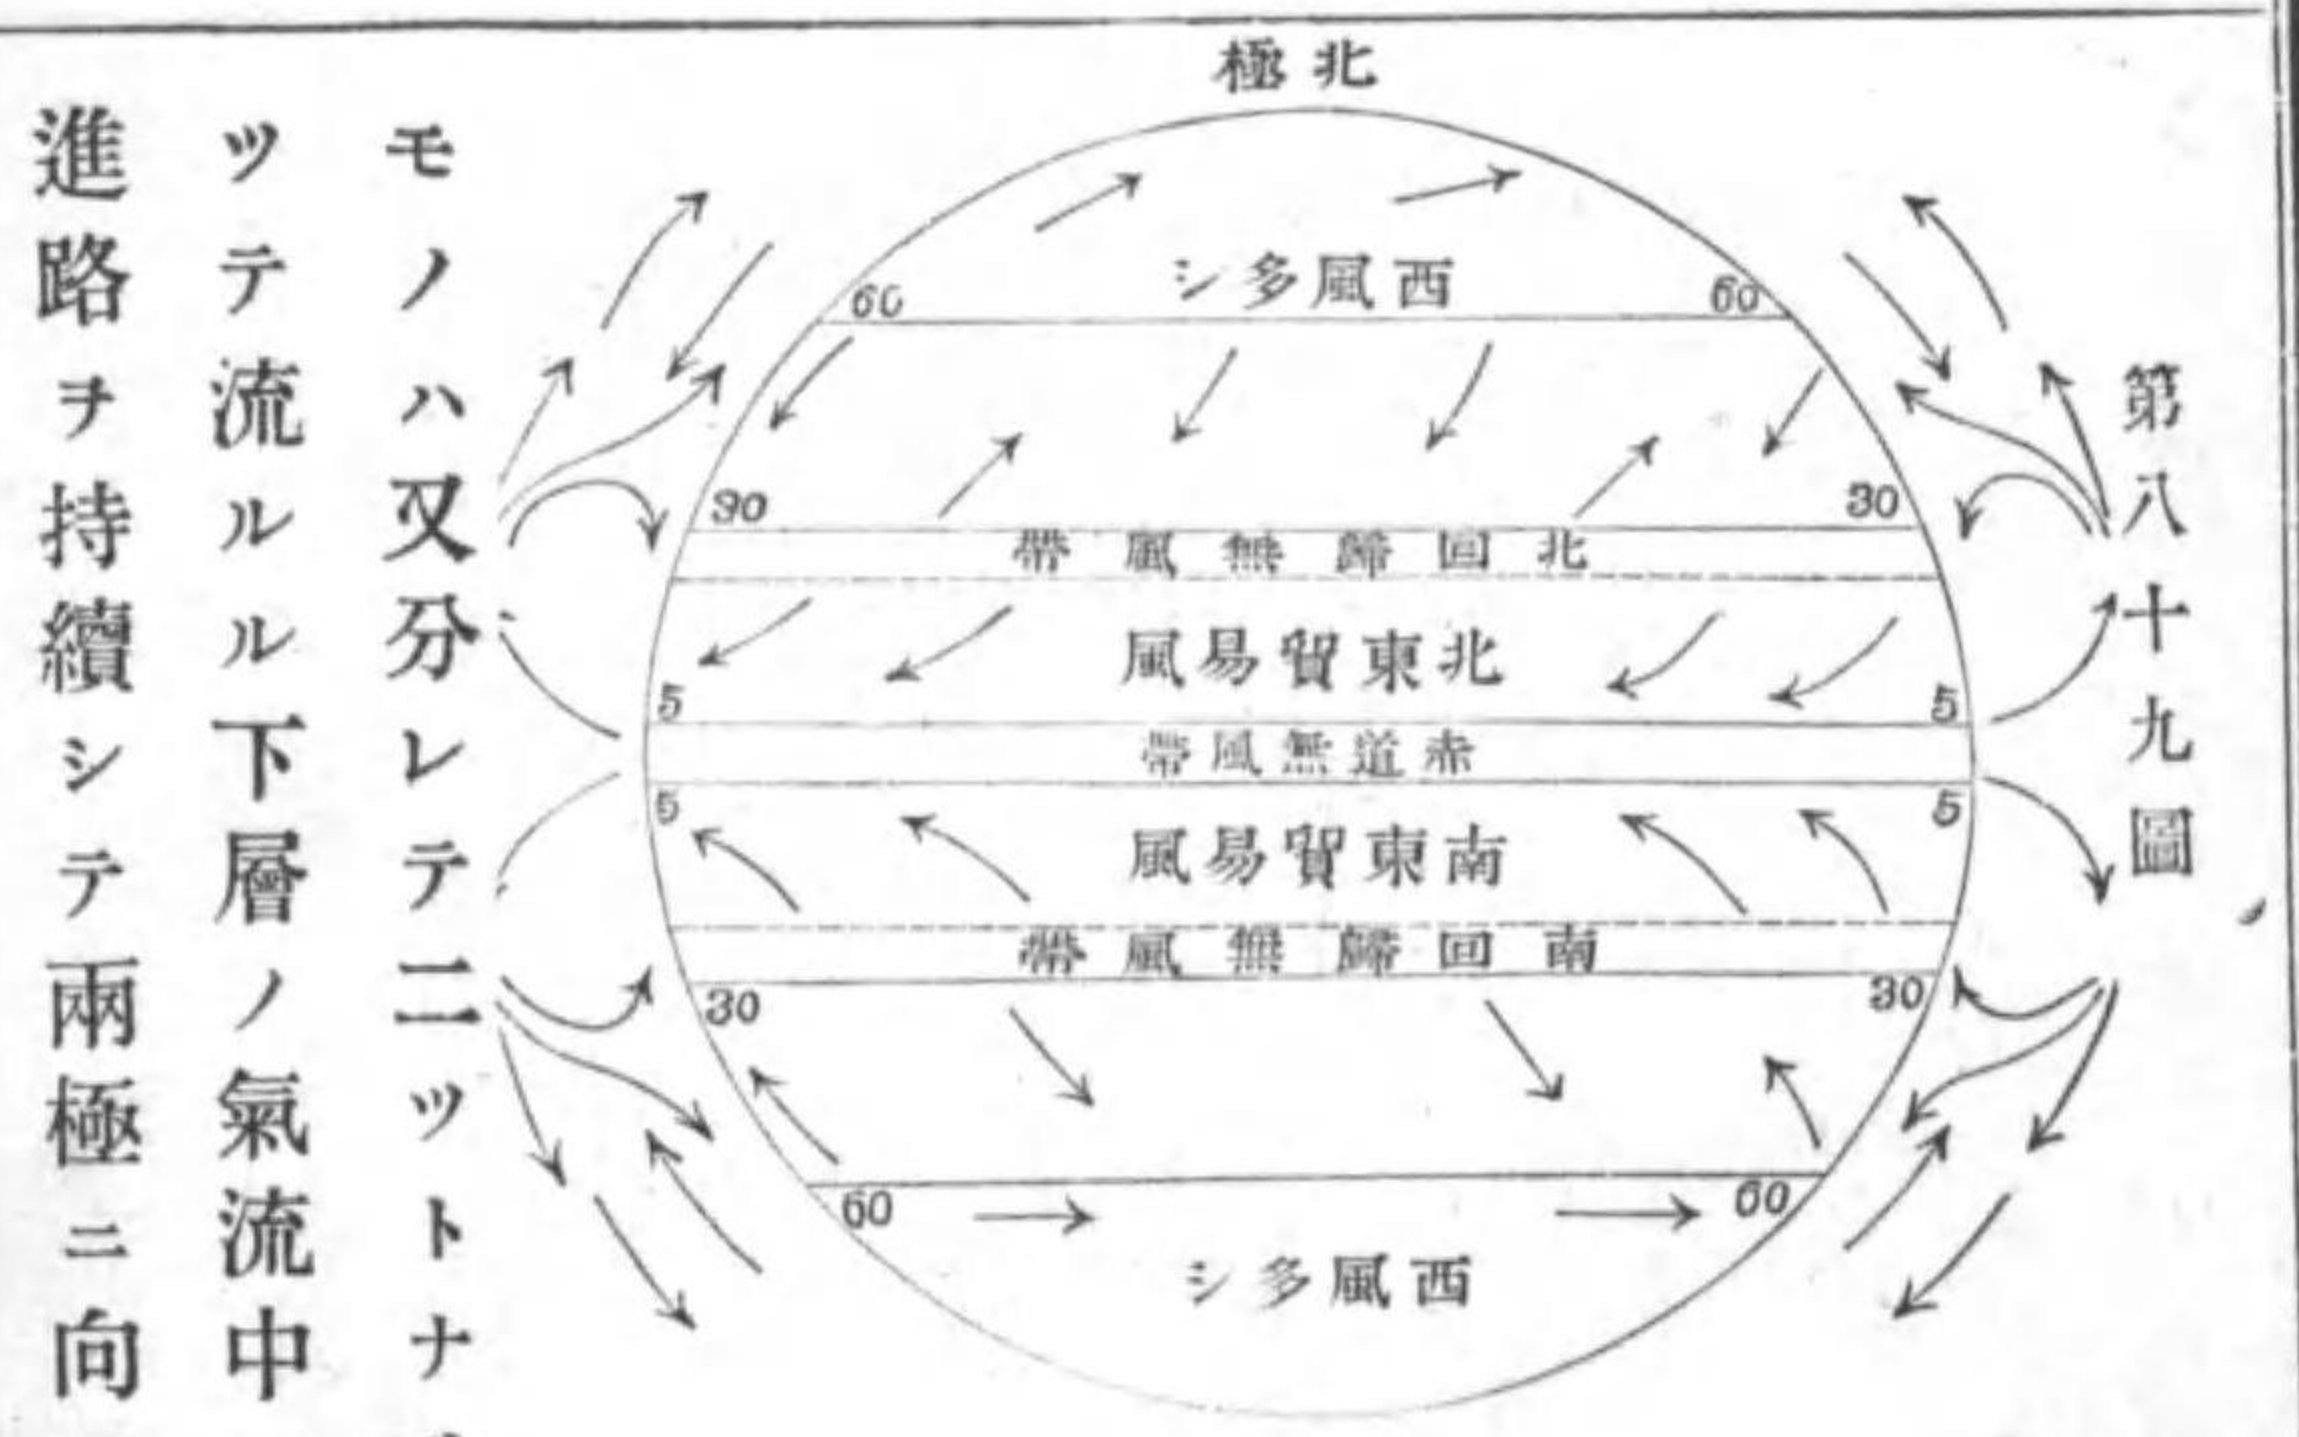 第八十九圖
北極
西風多シ
60 60
30 30
北回歸無風帶
北東貿易風
5 5
赤道無風帶
5 5
南東貿易風
南回歸無風帶
30 30
60 60
西風多シ
モノハ又分レテ二ツトナ
ツテ流ルル下層ノ氣流中
進路ヲ持續シテ兩極ニ向